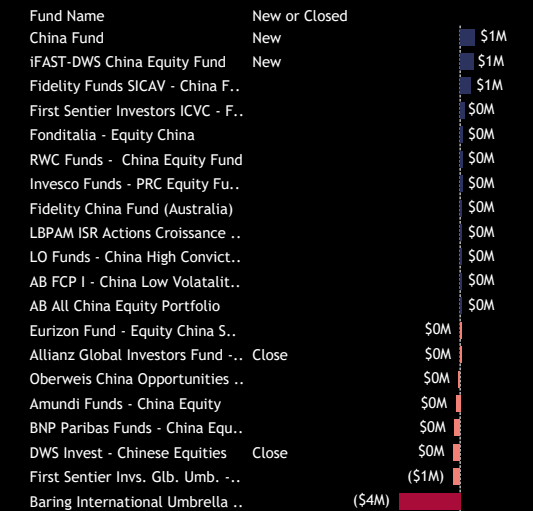 Fund Name New or Closed
China Fund New $1M
iFAST-DWS China Equity Fund New $1M
Fidelity Funds SICAV - China F.. $1M
First Sentier Investors ICVC - F.. $0M
Fonditalia - Equity China $0M
RWC Funds - China Equity Fund $0M
Invesco Funds - PRC Equity Fu.. $0M
Fidelity China Fund (Australia) $0M
LBPAM ISR Actions Croissance .. $0M
LO Funds - China High Convict.. $0M
AB FCP I - China Low Volatalit.. $0M
AB All China Equity Portfolio $0M
Eurizon Fund - Equity China S.. $0M
Allianz Global Investors Fund -.. Close $0M
Oberweis China Opportunities .. $0M
Amundi Funds - China Equity $0M
BNP Paribas Funds - China Equ.. $0M
DWS Invest - Chinese Equities Close $0M
First Sentier Invs. Glb. Umb. -.. ($1M)
Baring International Umbrella .. ($4M)